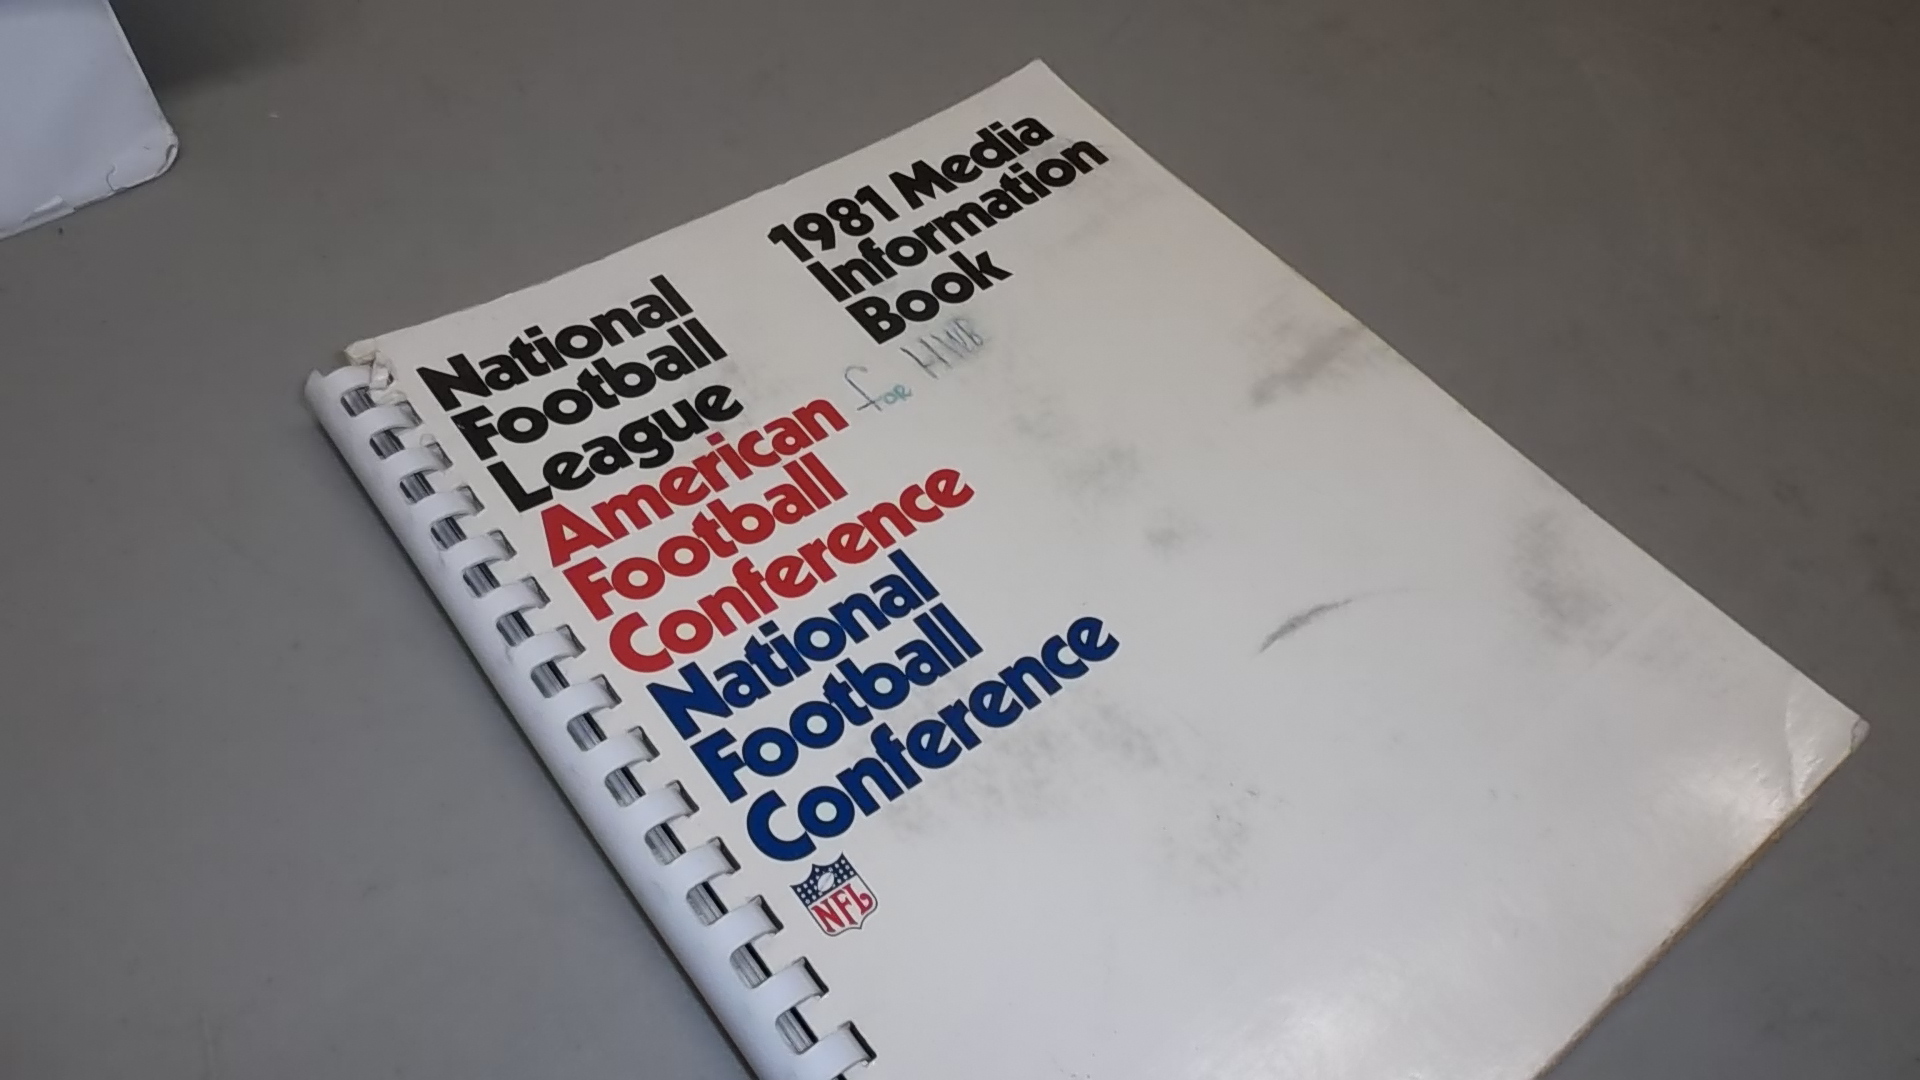 1981 Media
Information
Book
National
Football
League
for HWB
American
Football
Conference
National
Football
Conference
NFL